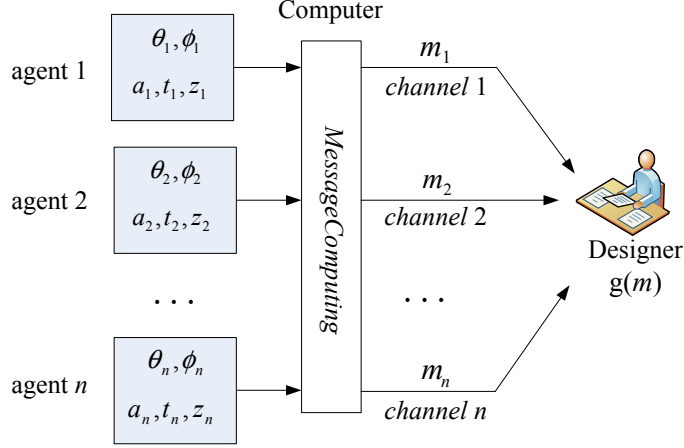 Computer
agent 1
θ₁,ϕ₁
a₁,t₁,z₁
m₁
channel 1
agent 2
θ₂,ϕ₂
a₂,t₂,z₂
MessageComputing
m₂
channel 2
Designer
g(m)
. . .
. . .
agent n
θₙ,ϕₙ
aₙ,tₙ,zₙ
mₙ
channel n